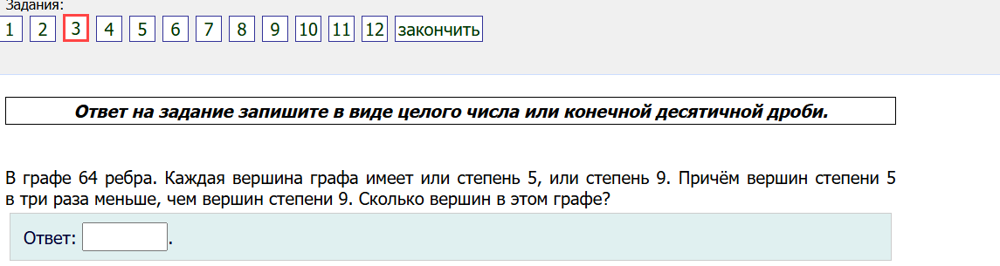 Задания:
1 2 3 4 5 6 7 8 9 10 11 12 закончить
Ответ на задание запишите в виде целого числа или конечной десятичной дроби.
В графе 64 ребра. Каждая вершина графа имеет или степень 5, или степень 9. Причём вершин степени 5
в три раза меньше, чем вершин степени 9. Сколько вершин в этом графе?
Ответ: .